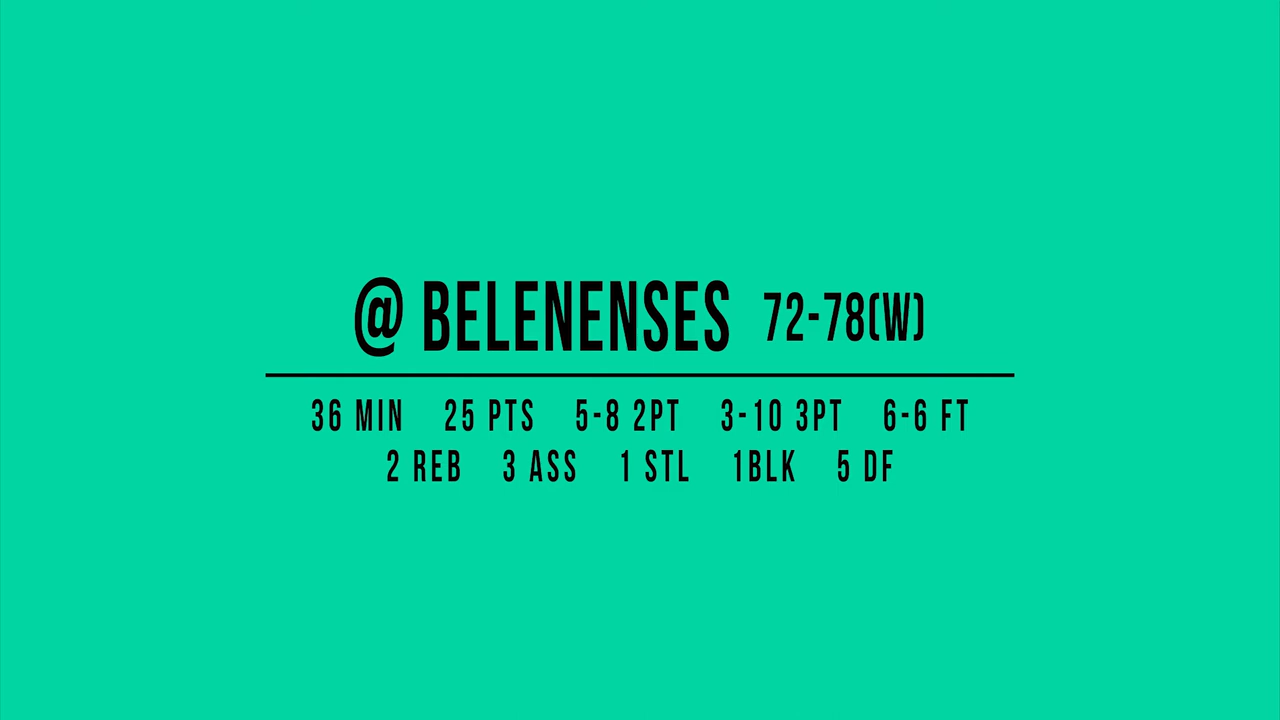 @ BELENENSES 72-78(W)
36 MIN 25 PTS 5-8 2PT 3-10 3PT 6-6 FT
2 REB 3 ASS 1 STL 1BLK 5 DF